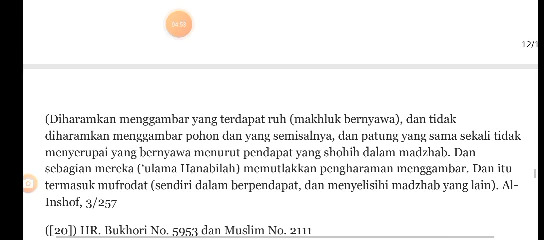 12/1
(Diharamkan menggambar yang terdapat ruh (makhluk bernyawa), dan tidak
diharamkan menggambar pohon dan yang semisalnya, dan patung yang sama sekali tidak
menyerupai yang bernyawa menurut pendapat yang shohih dalam madzhab. Dan
sebagian mereka ('ulama Hanabilah) memutlakkan pengharaman menggambar. Dan itu
termasuk mufrodat (sendiri dalam berpendapat, dan menyelisihi madzhab yang lain). Al-
Inshof, 3/257
([20]) HR. Bukhori No. 5953 dan Muslim No. 2111